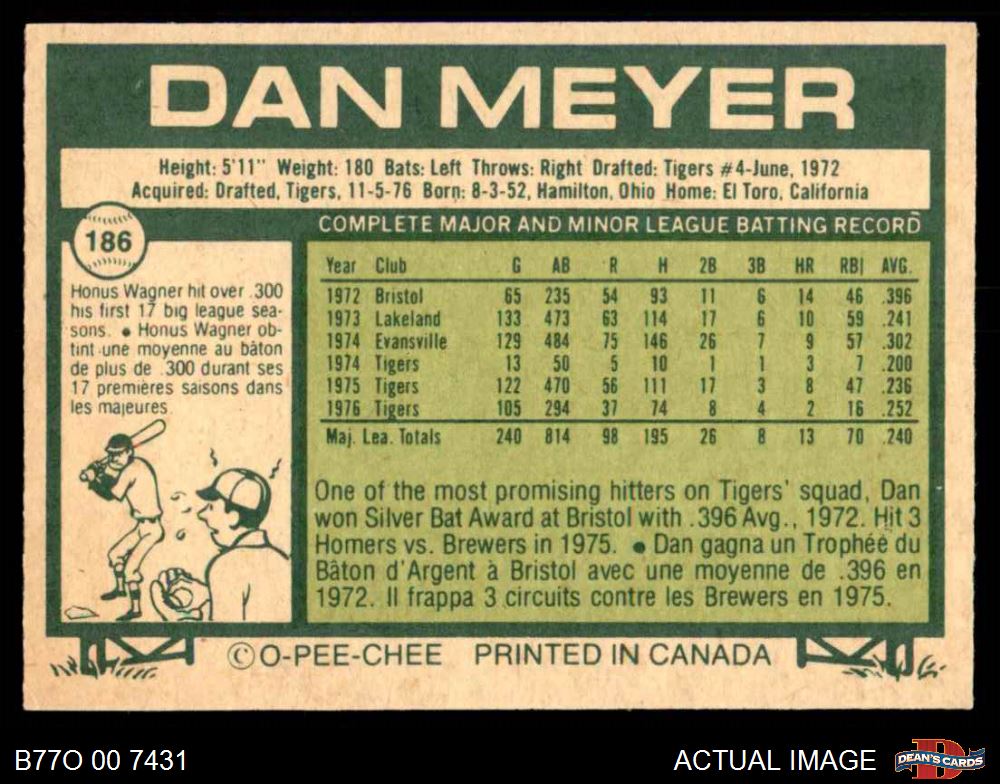 DAN MEYER
Height: 5'11" Weight: 180 Bats: Left Throws: Right Drafted: Tigers #4-June, 1972
Acquired: Drafted, Tigers, 11-5-76 Born: 8-3-52, Hamilton, Ohio Home: El Toro, California
186
Honus Wagner hit over .300
his first 17 big league sea-
sons. ● Honus Wagner ob-
tint une moyenne au bâton
de plus de .300 durant ses
17 premières saisons dans
les majeures.
COMPLETE MAJOR AND MINOR LEAGUE BATTING RECORD
Year Club G AB R H 2B 3B HR RBI AVG.
1972 Bristol 65 235 54 93 11 6 14 46 .396
1973 Lakeland 133 473 63 114 17 6 10 59 .241
1974 Evansville 129 484 75 146 26 7 9 57 .302
1974 Tigers 13 50 5 10 1 1 3 7 .200
1975 Tigers 122 470 56 111 17 3 8 47 .236
1976 Tigers 105 294 37 74 8 4 2 16 .252
Maj. Lea. Totals 240 814 98 195 26 8 13 70 .240
One of the most promising hitters on Tigers' squad, Dan
won Silver Bat Award at Bristol with .396 Avg., 1972. Hit 3
Homers vs. Brewers in 1975. ● Dan gagna un Trophée du
Bâton d'Argent à Bristol avec une moyenne de .396 en
1972. Il frappa 3 circuits contre les Brewers en 1975.
© O-PEE-CHEE PRINTED IN CANADA
B77O 00 7431
ACTUAL IMAGE
DEAN'S CARDS